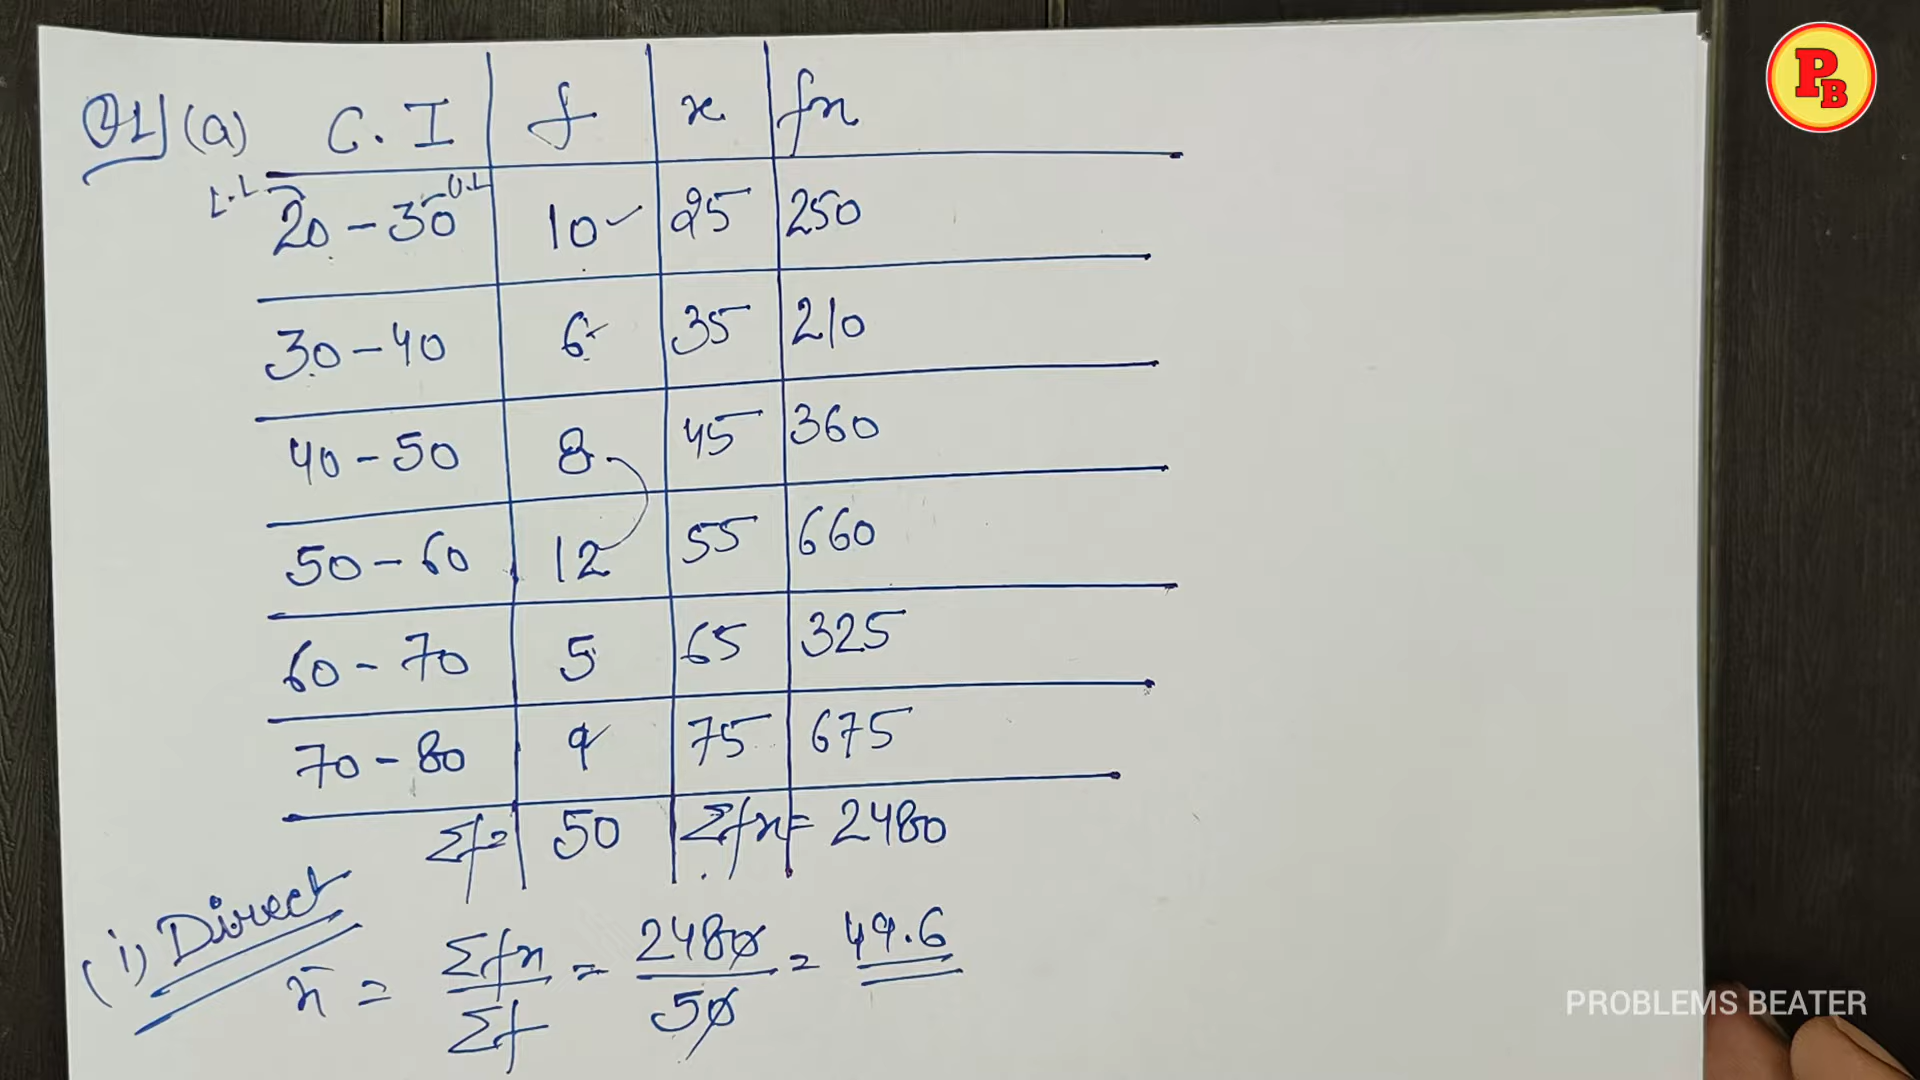 Q1 (a) C.I f x fx
L.L U.L
20-30 10 25 250
30-40 6 35 210
40-50 8 45 360
50-60 12 55 660
60-70 5 65 325
70-80 9 75 675
Σf= 50 Σfx= 2480
(i) Direct
x̄ = Σfx/Σf = 2480/50 = 49.6
PB
PROBLEMS BEATER